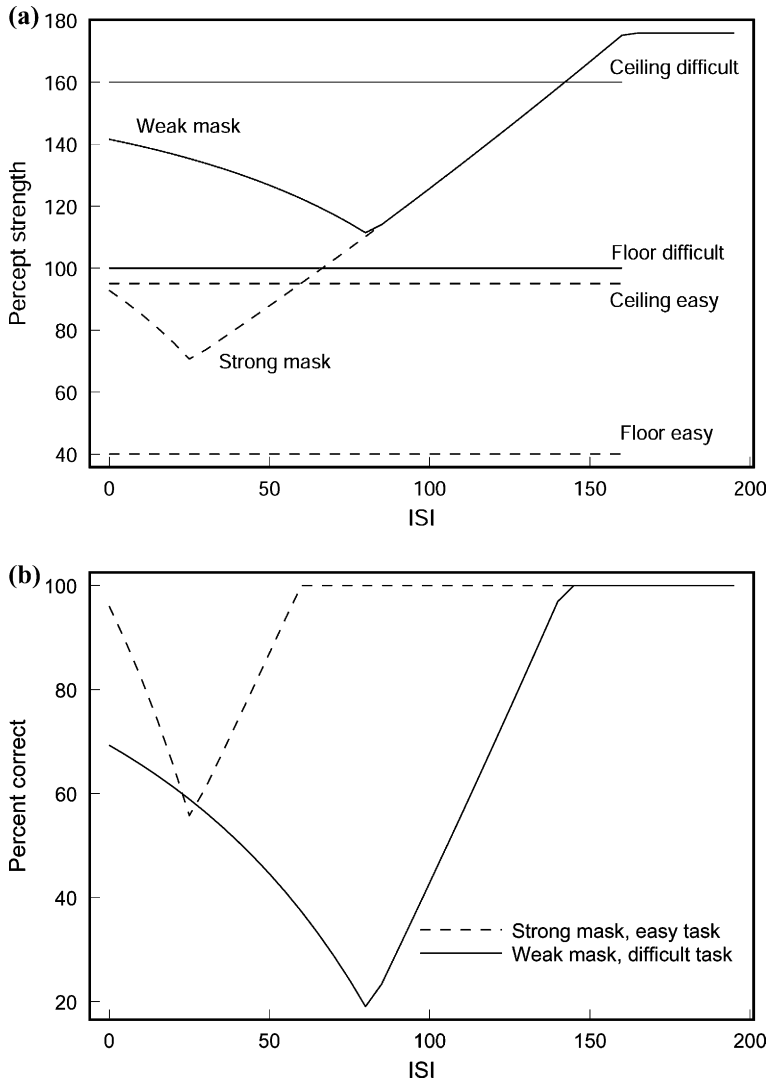 (a)
180
160
140
120
100
80
60
40
Percept strength
Weak mask
Strong mask
Ceiling difficult
Floor difficult
Ceiling easy
Floor easy
0 50 100 150 200
ISI
(b)
100
80
60
40
20
Percent correct
Strong mask, easy task
Weak mask, difficult task
0 50 100 150 200
ISI